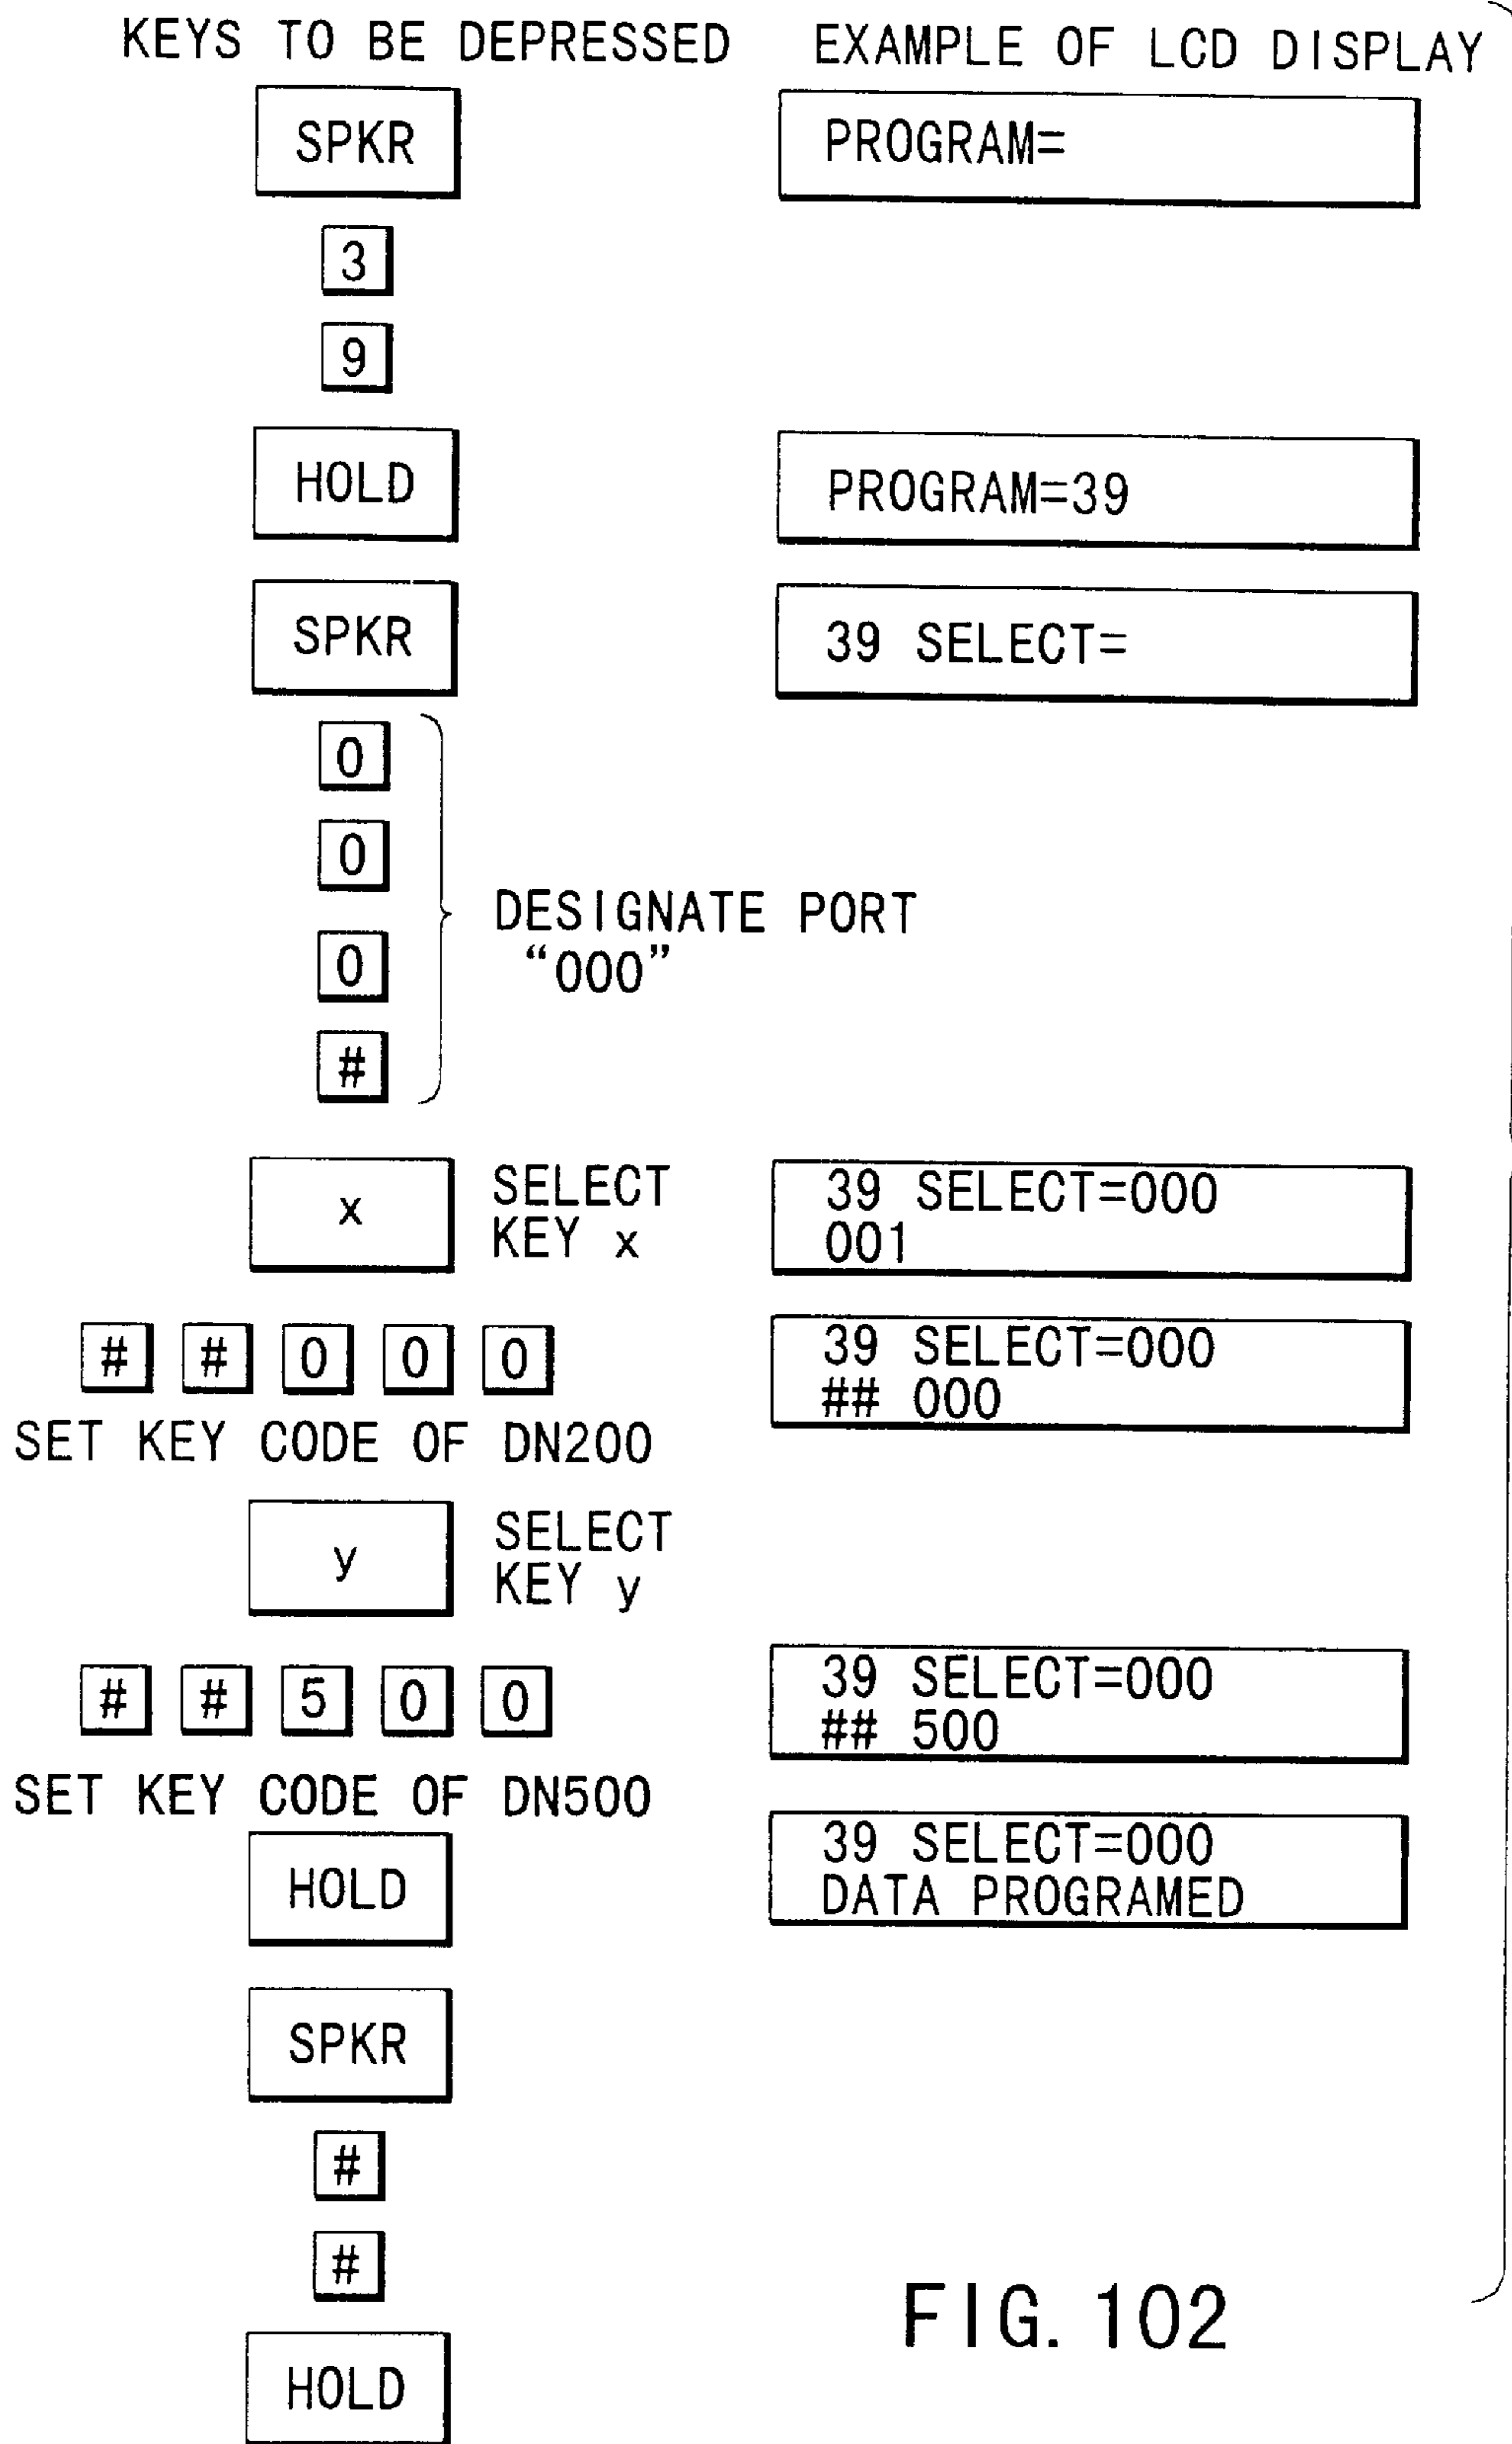 KEYS TO BE DEPRESSED EXAMPLE OF LCD DISPLAY
SPKR PROGRAM=
3
9
HOLD PROGRAM=39
SPKR 39 SELECT=
0
0
DESIGNATE PORT
0 “000”
#
x SELECT KEY x
39 SELECT=000
001
# # 0 0 0
39 SELECT=000
## 000
SET KEY CODE OF DN200
y SELECT KEY y
# # 5 0 0
39 SELECT=000
## 500
SET KEY CODE OF DN500
HOLD
39 SELECT=000
DATA PROGRAMED
SPKR
#
#
HOLD
FIG. 102